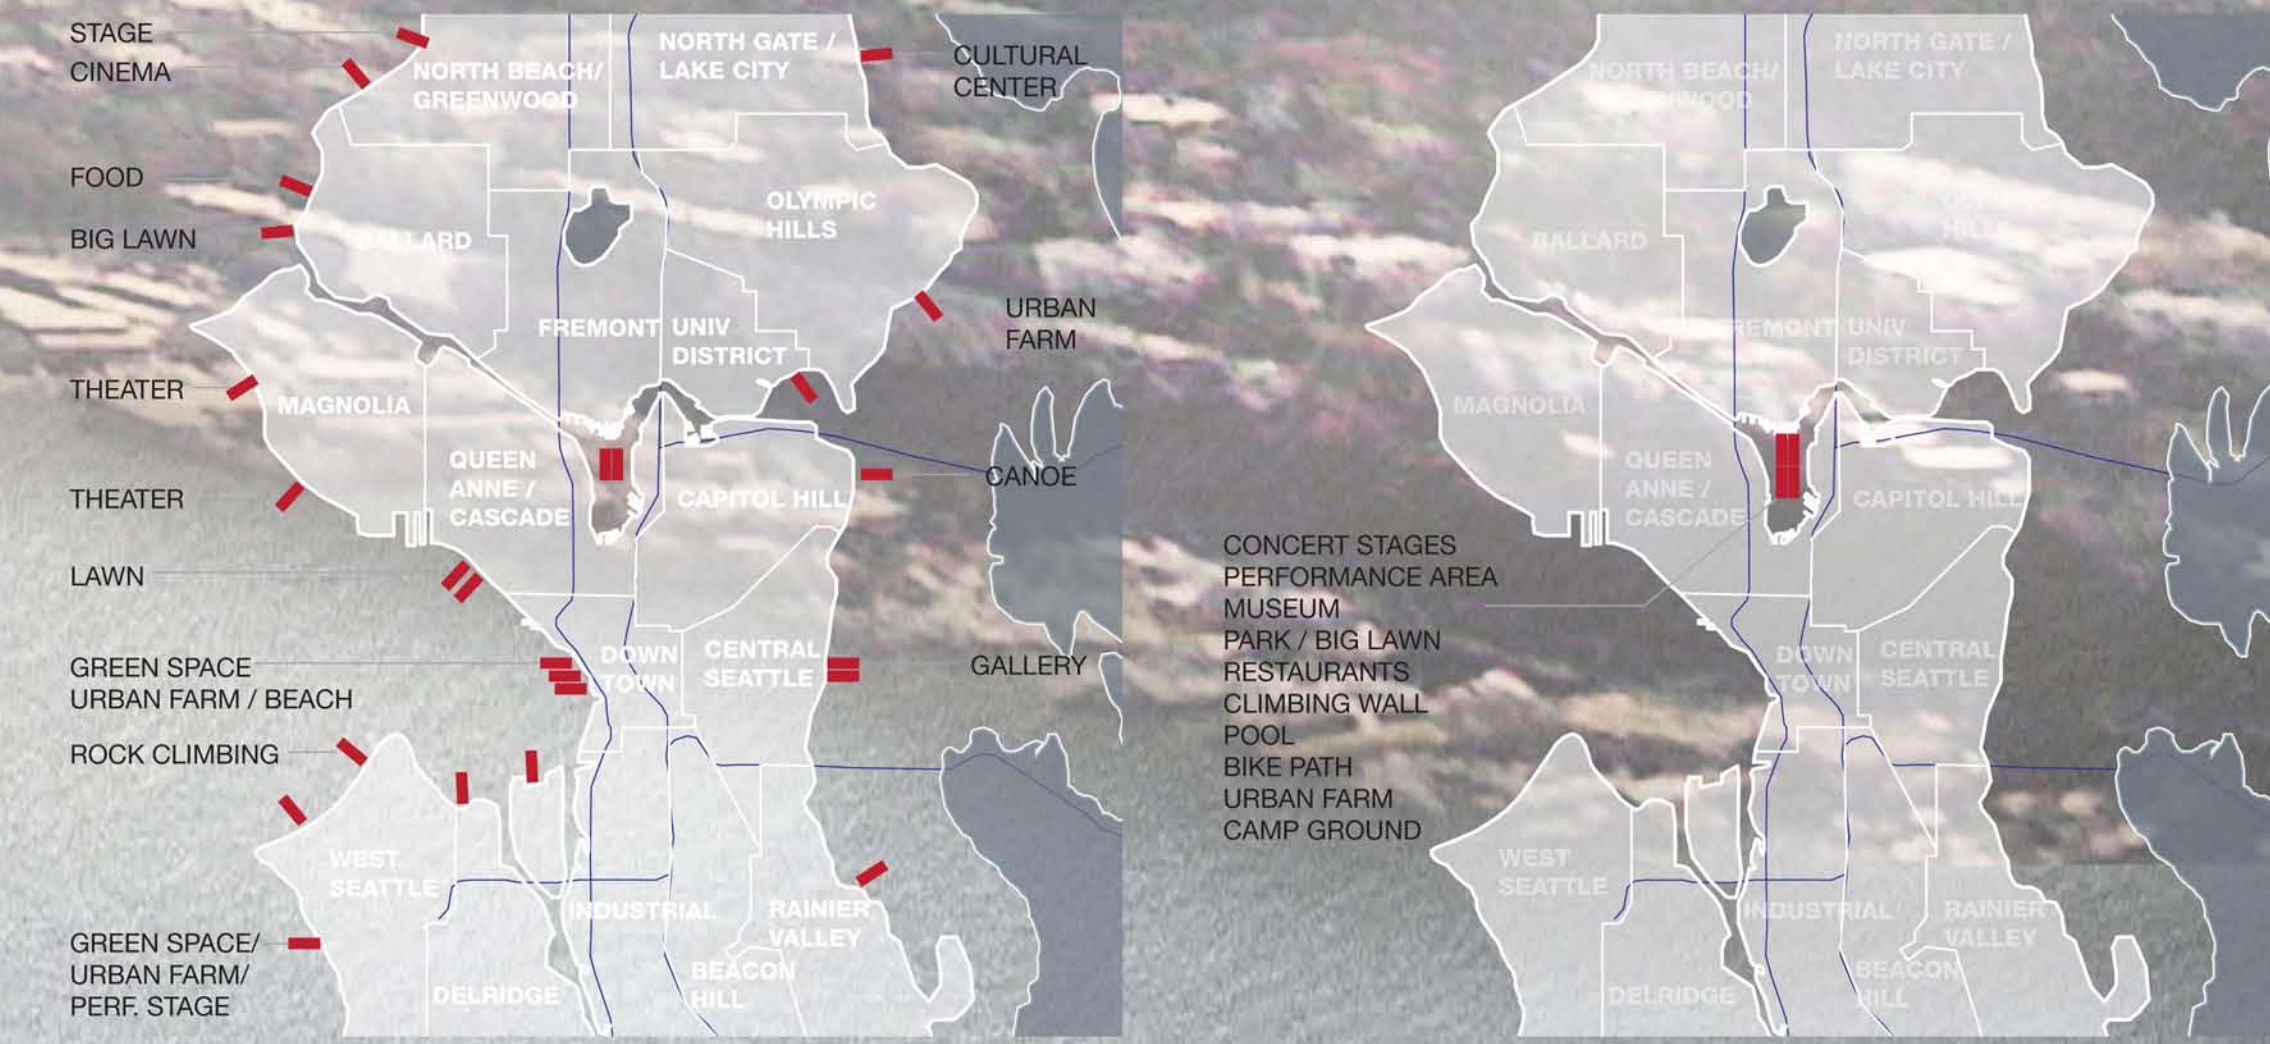 STAGE
CINEMA
FOOD
BIG LAWN
THEATER
THEATER
LAWN
GREEN SPACE
URBAN FARM / BEACH
ROCK CLIMBING
GREEN SPACE/
URBAN FARM/
PERF. STAGE
NORTH BEACH/
GREENWOOD
NORTH GATE /
LAKE CITY
BALLARD
OLYMPIC
HILLS
FREMONT
UNIV
DISTRICT
MAGNOLIA
QUEEN
ANNE /
CASCADE
CAPITOL HILL
DOWN
TOWN
CENTRAL
SEATTLE
WEST
SEATTLE
INDUSTRIAL
RAINIER
VALLEY
BEACON
HILL
DELRIDGE
CULTURAL
CENTER
URBAN
FARM
CANOE
GALLERY
CONCERT STAGES
PERFORMANCE AREA
MUSEUM
PARK / BIG LAWN
RESTAURANTS
CLIMBING WALL
POOL
BIKE PATH
URBAN FARM
CAMP GROUND
NORTH BEACH/
NORTH GATE /
LAKE CITY
BALLARD
HILLS
FREMONT
UNIV
DISTRICT
MAGNOLIA
QUEEN
ANNE /
CASCADE
CAPITOL HILL
DOWN
TOWN
CENTRAL
SEATTLE
WEST
SEATTLE
INDUSTRIAL
RAINIER
VALLEY
BEACON
HILL
DELRIDGE